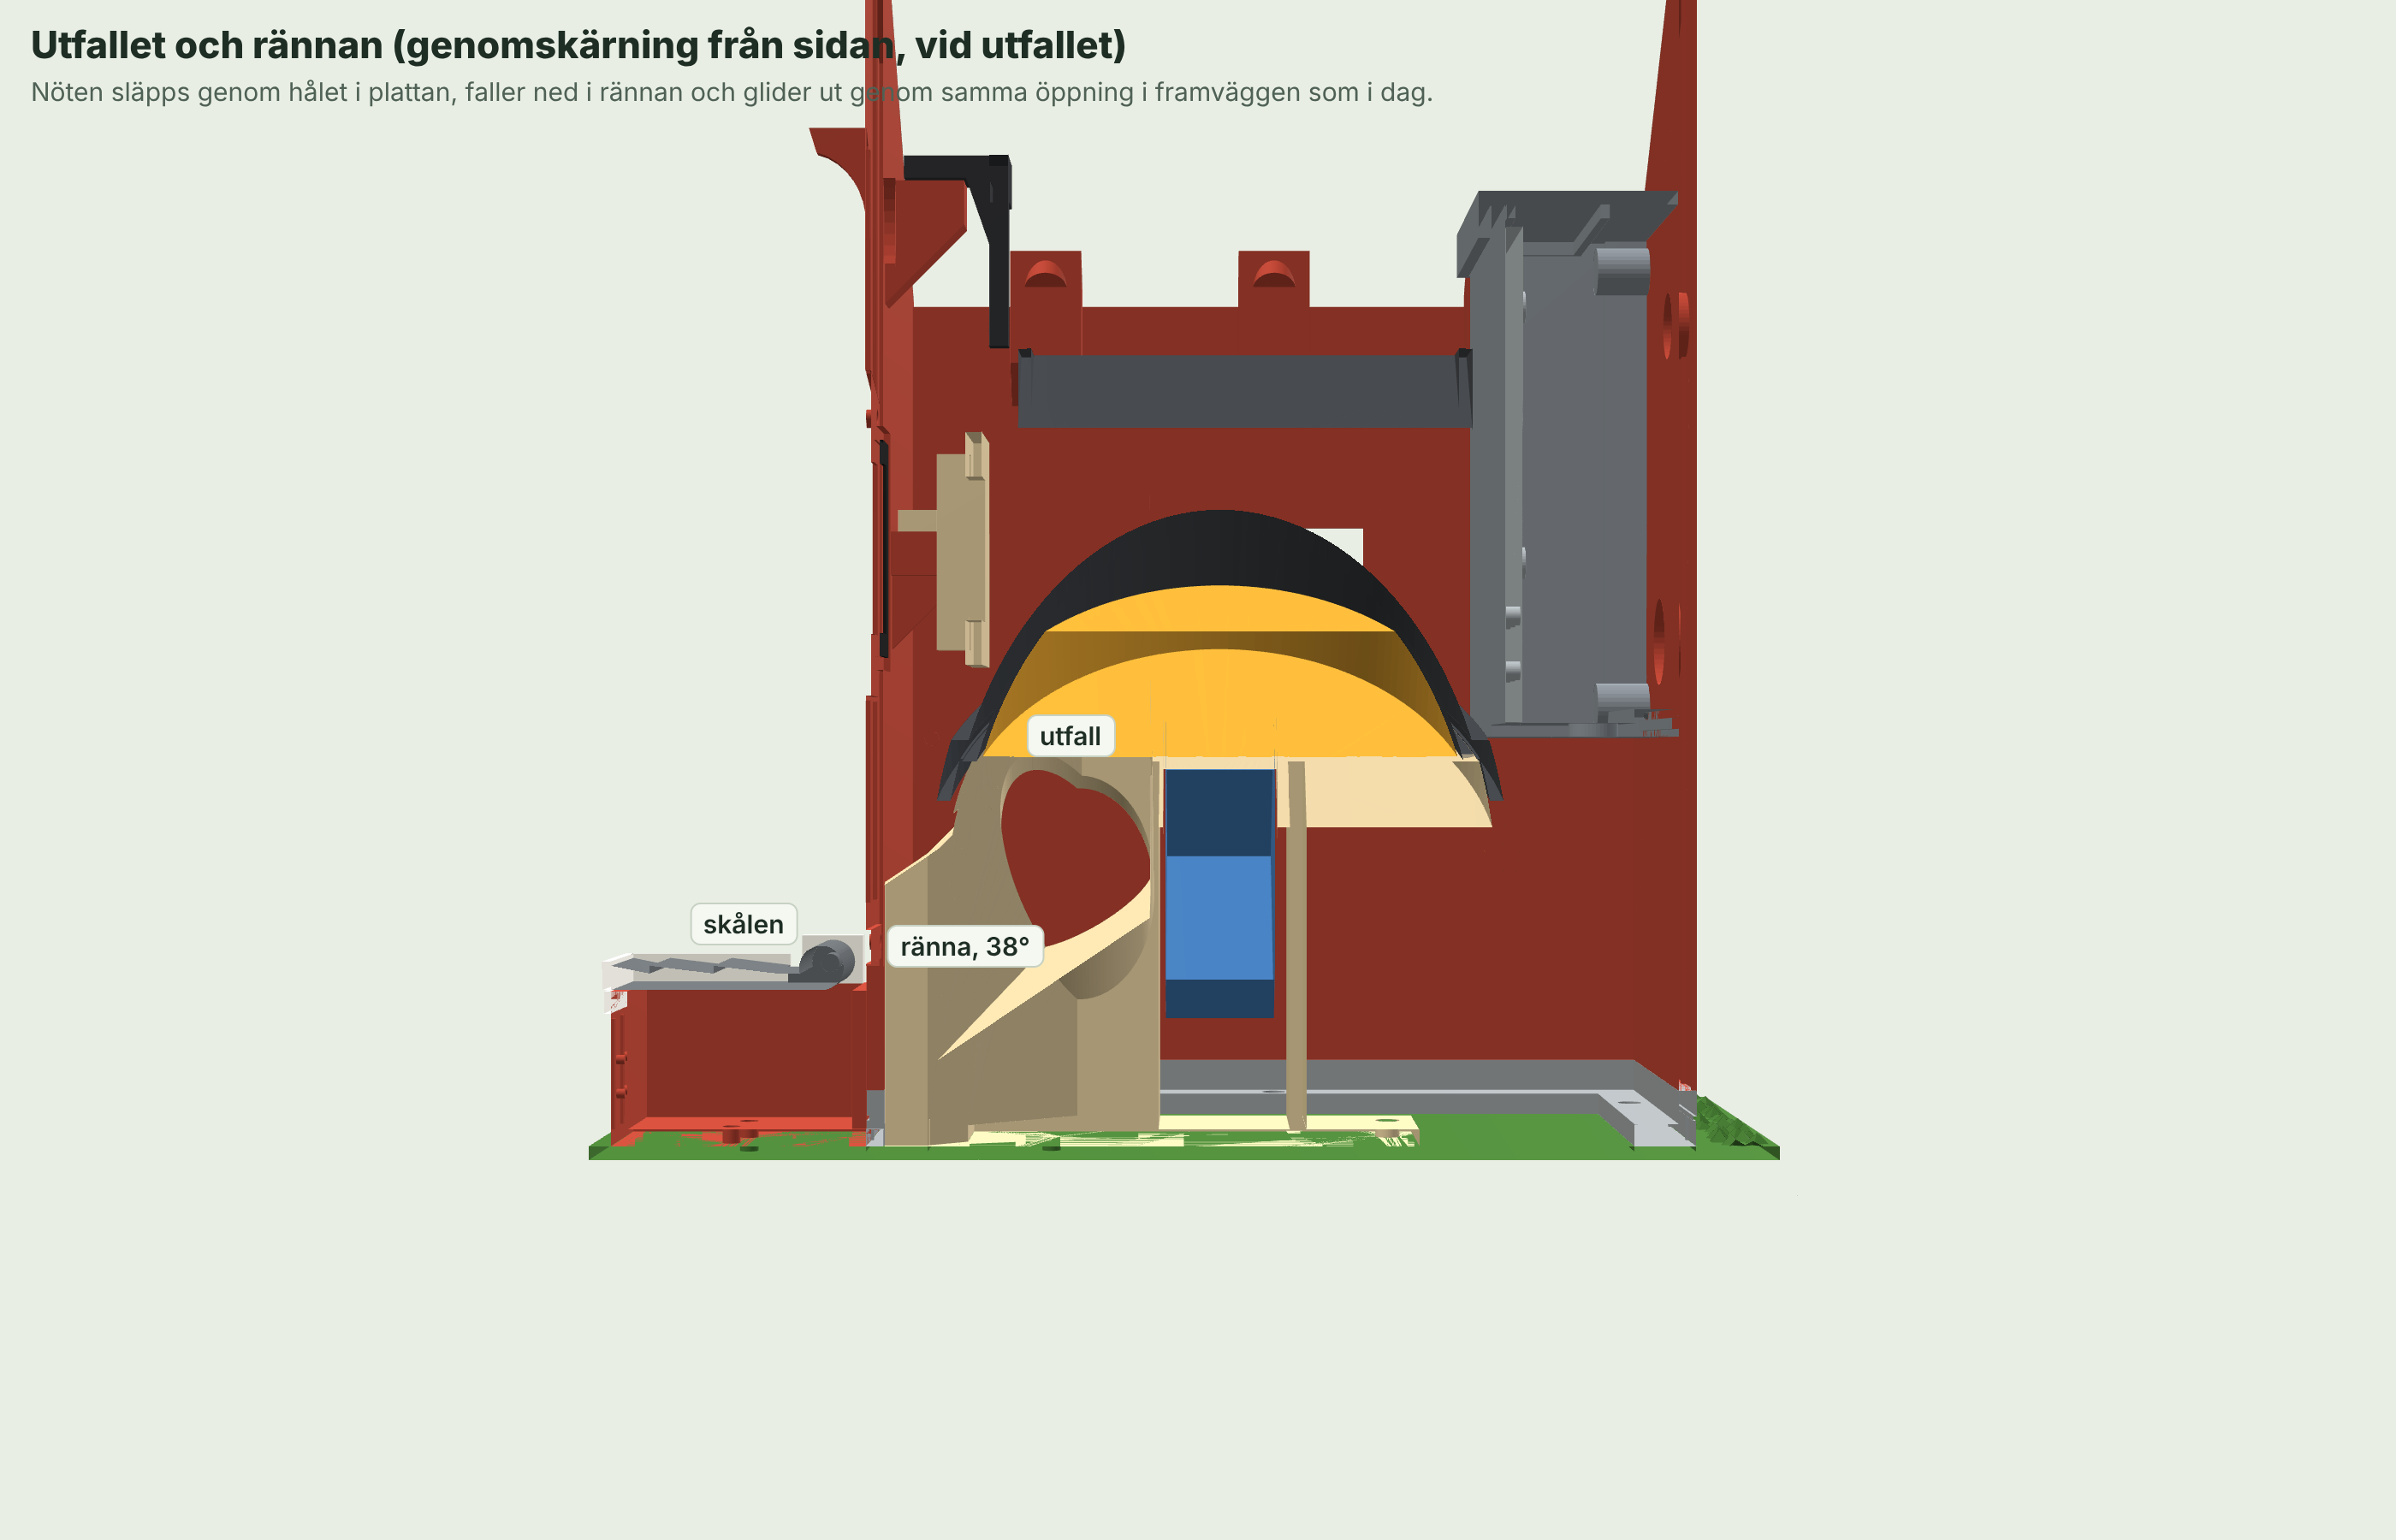 Utfallet och rännan (genomskärning från sidan, vid utfallet)
Nöten släpps genom hålet i plattan, faller ned i rännan och glider ut genom samma öppning i framväggen som i dag.
utfall
skålen
ränna, 38°